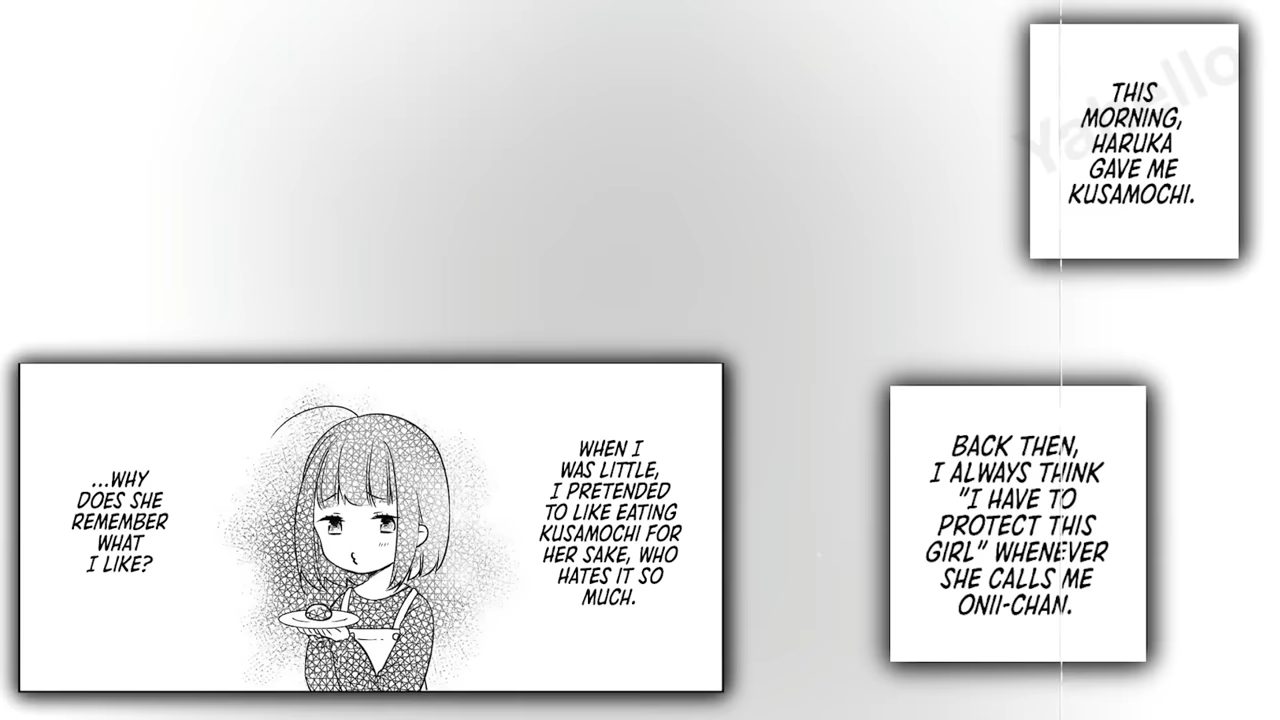 THIS
MORNING,
HARUKA
GAVE ME
KUSAMOCHI.
BACK THEN,
I ALWAYS THINK
"I HAVE TO
PROTECT THIS
GIRL" WHENEVER
SHE CALLS ME
ONII-CHAN.
WHEN I
WAS LITTLE,
I PRETENDED
TO LIKE EATING
KUSAMOCHI FOR
HER SAKE, WHO
HATES IT SO
MUCH.
...WHY
DOES SHE
REMEMBER
WHAT
I LIKE?